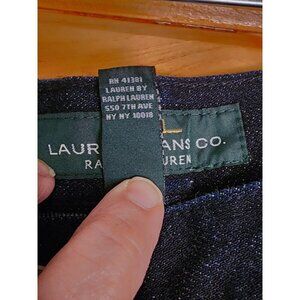 RN 41381
LAUREN BY
RALPH LAUREN
550 7TH AVE
NY NY 10018
L
LAUR ANS CO.
RA UREN